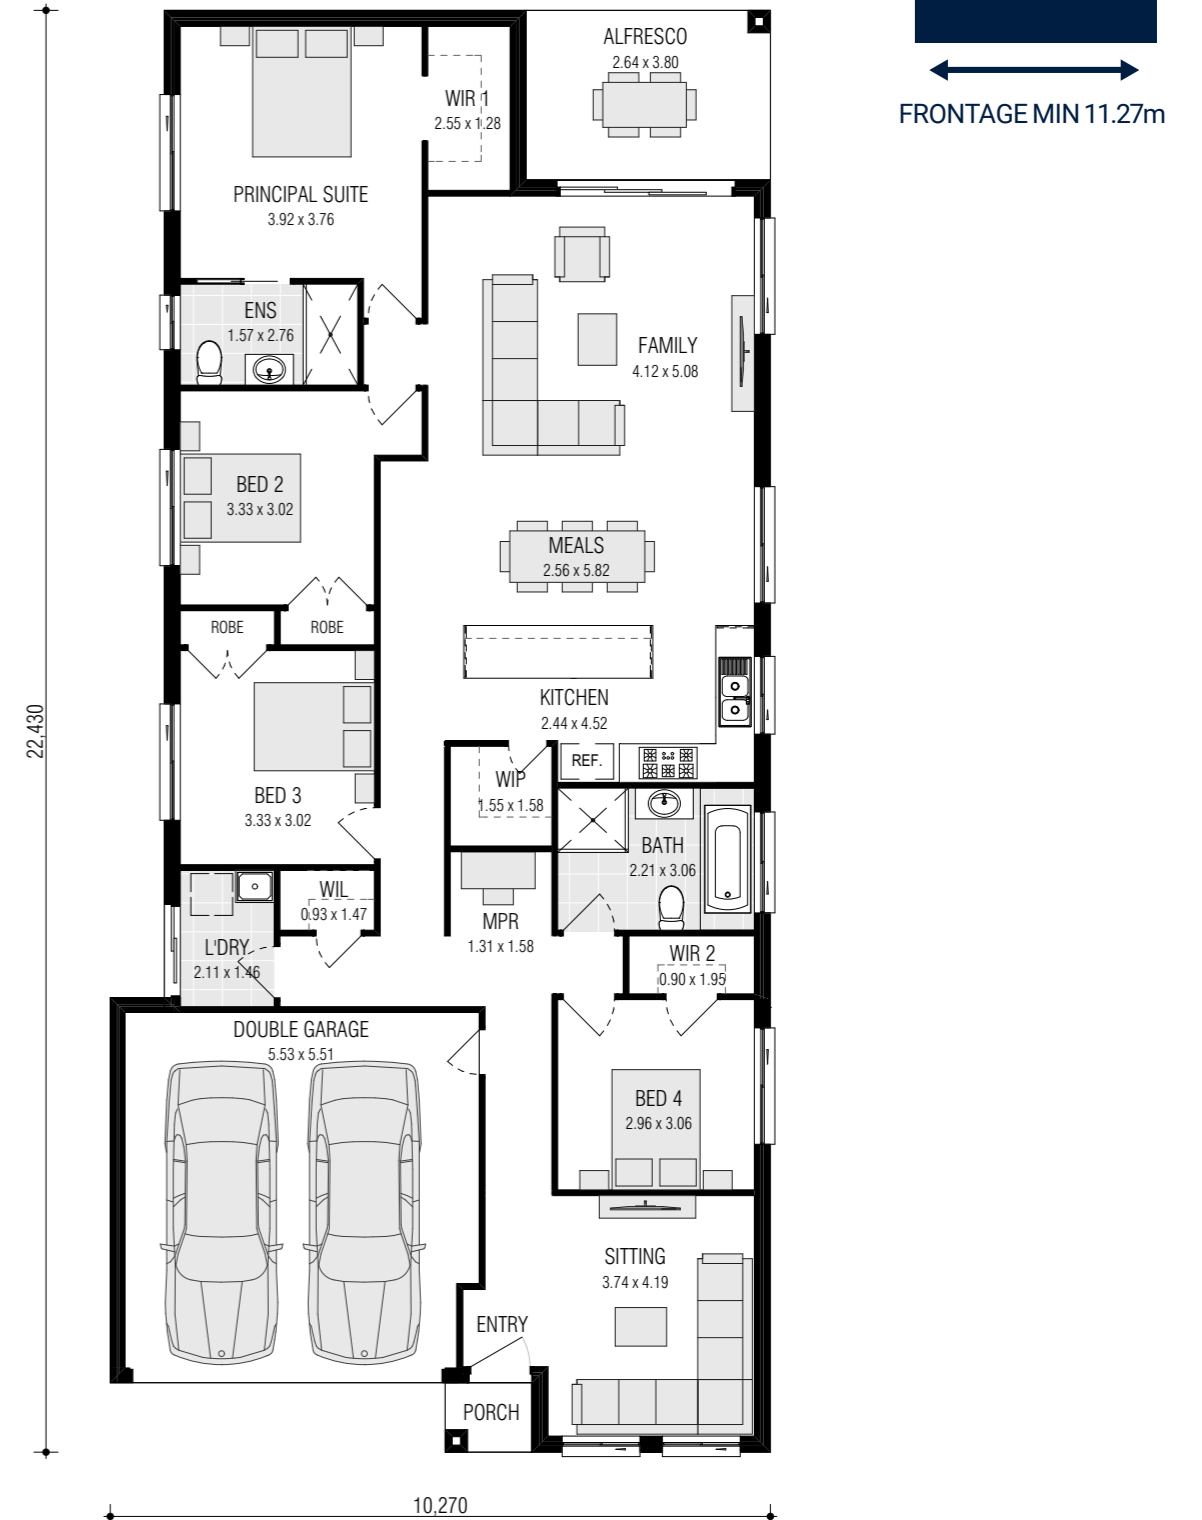 ALFRESCO
2.64 x 3.80
FRONTAGE MIN 11.27m
WIR 1
2.55 x 1.28
PRINCIPAL SUITE
3.92 x 3.76
ENS
1.57 x 2.76
FAMILY
4.12 x 5.08
BED 2
3.33 x 3.02
MEALS
2.56 x 5.82
ROBE
ROBE
KITCHEN
2.44 x 4.52
22,430
REF.
WIP
1.55 x 1.58
BED 3
3.33 x 3.02
BATH
2.21 x 3.06
WIL
0.93 x 1.47
MPR
1.31 x 1.58
L'DRY
2.11 x 1.46
WIR 2
0.90 x 1.95
DOUBLE GARAGE
5.53 x 5.51
BED 4
2.96 x 3.06
SITTING
3.74 x 4.19
ENTRY
PORCH
10,270